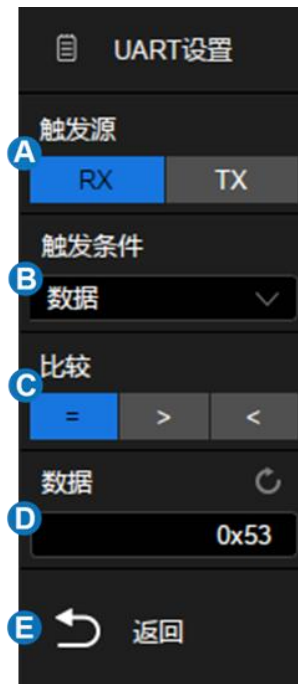 UART设置
触发源
A
RX TX
触发条件
B
数据
比较
C
= > <
数据
D
0x53
E 返回